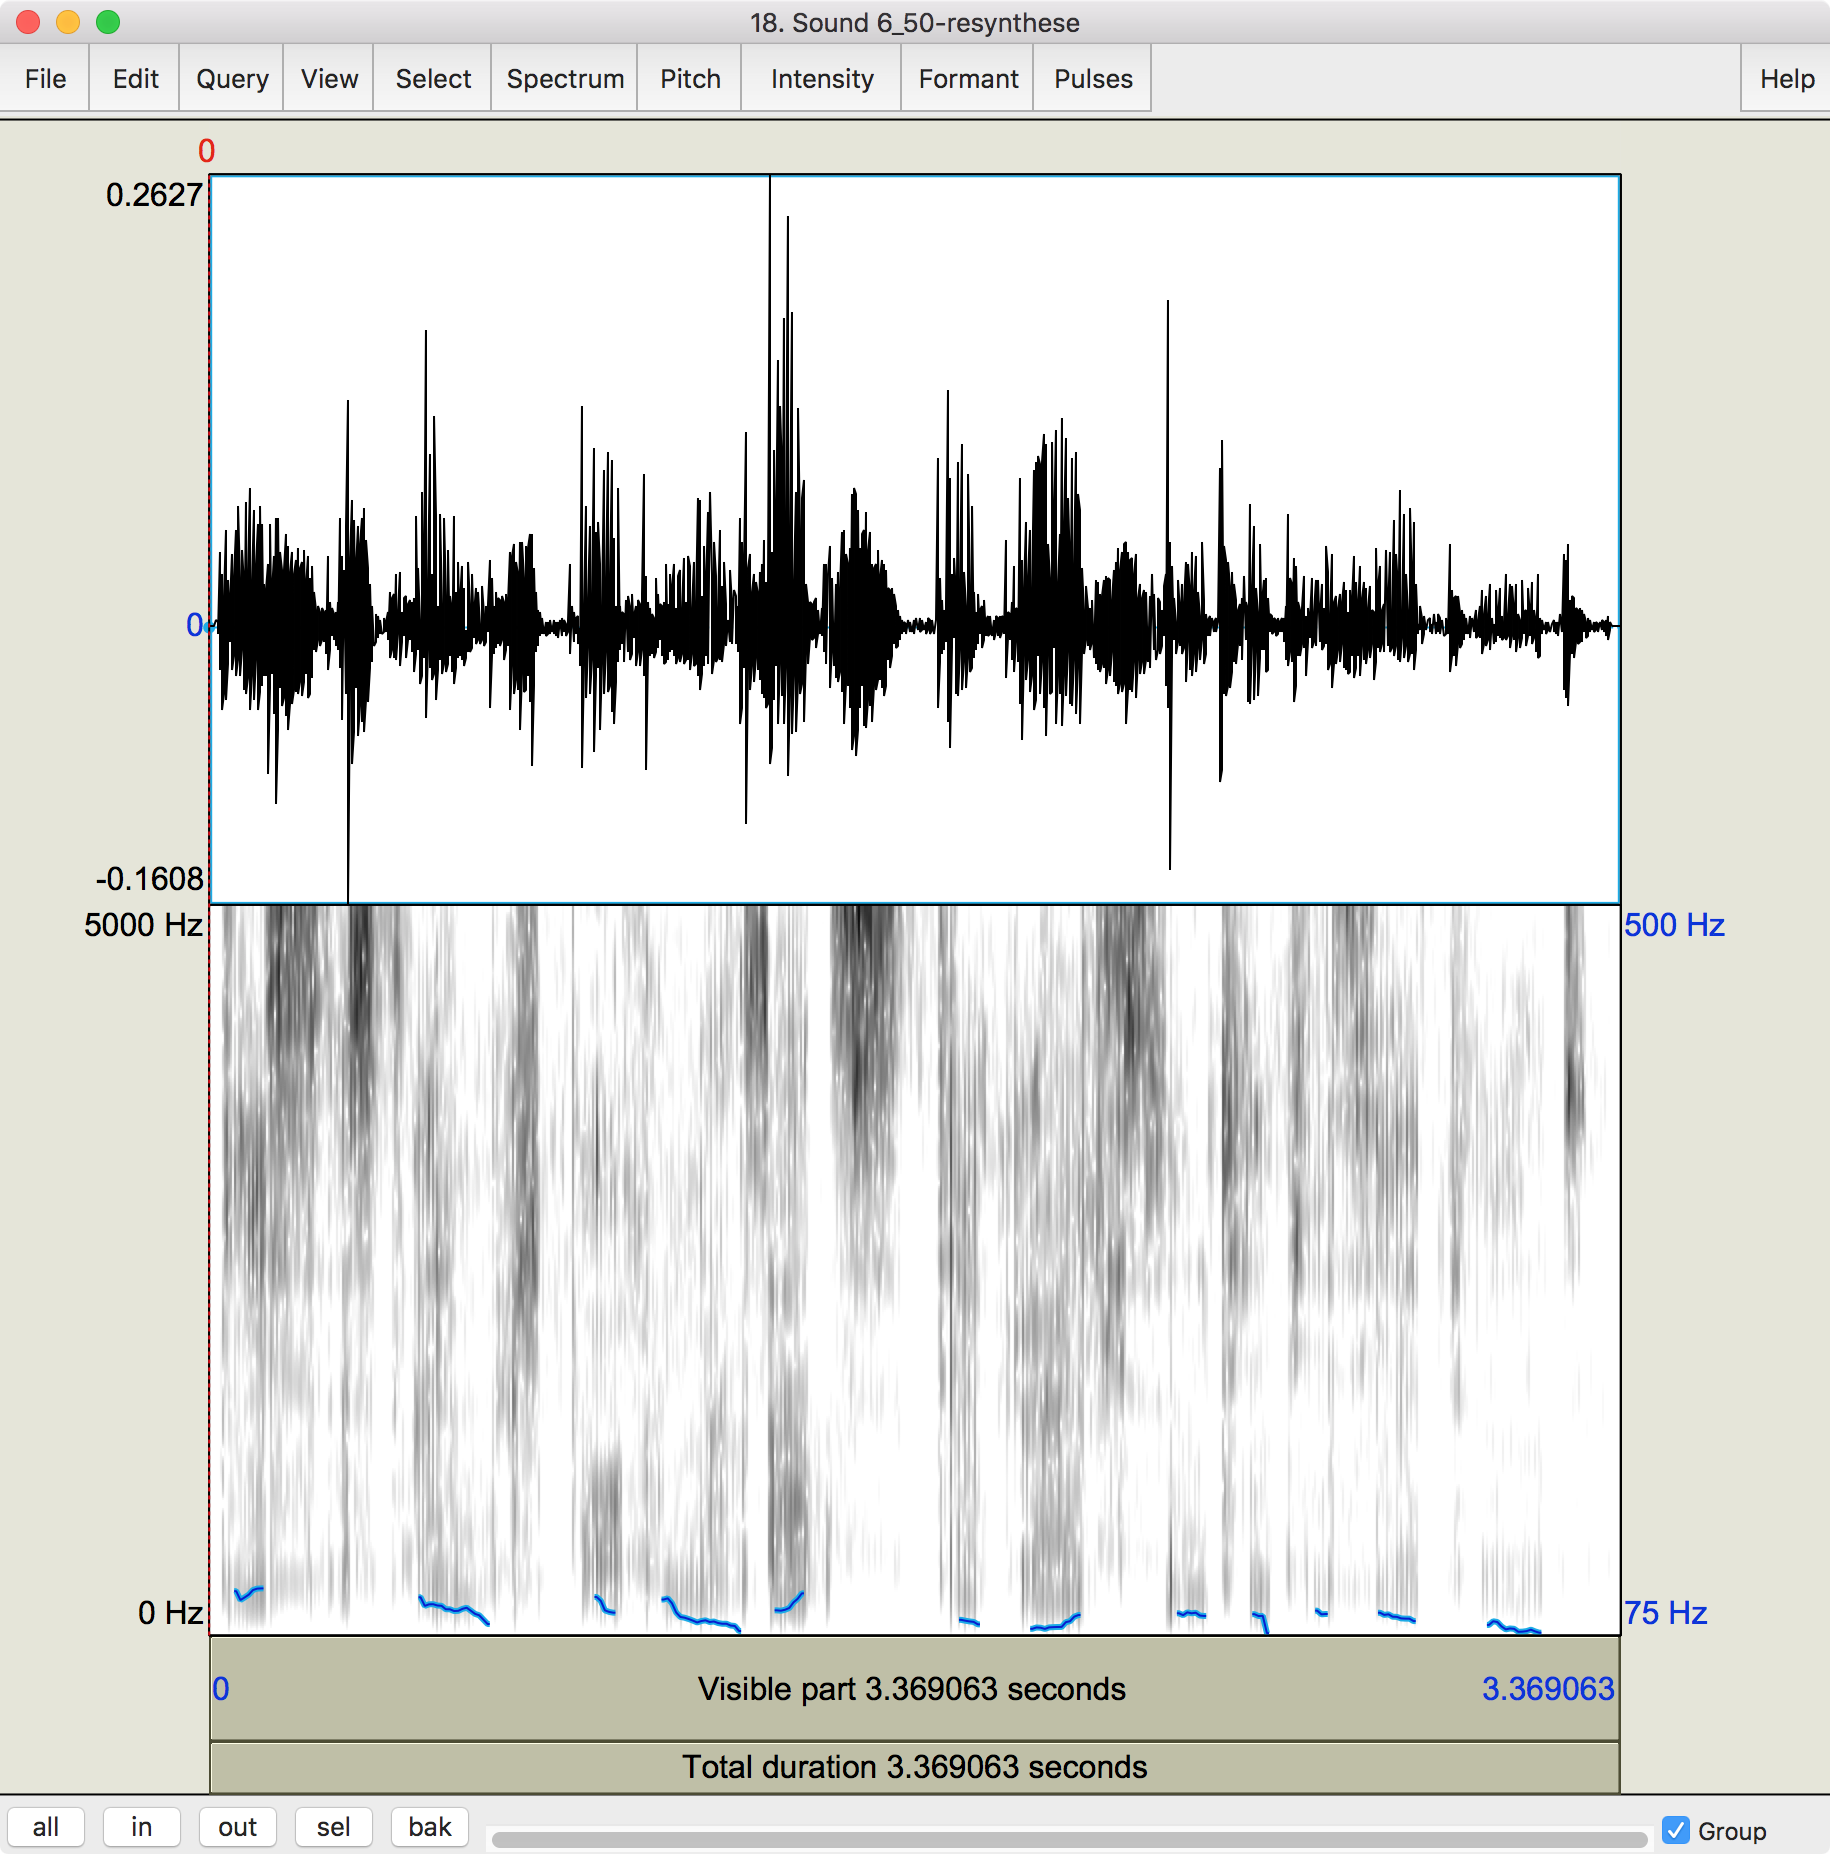 18. Sound 6_50-resynthese
File Edit Query View Select Spectrum Pitch Intensity Formant Pulses Help
0
0.2627
0
-0.1608
5000 Hz 500 Hz
0 Hz 75 Hz
0 Visible part 3.369063 seconds 3.369063
Total duration 3.369063 seconds
all in out sel bak Group